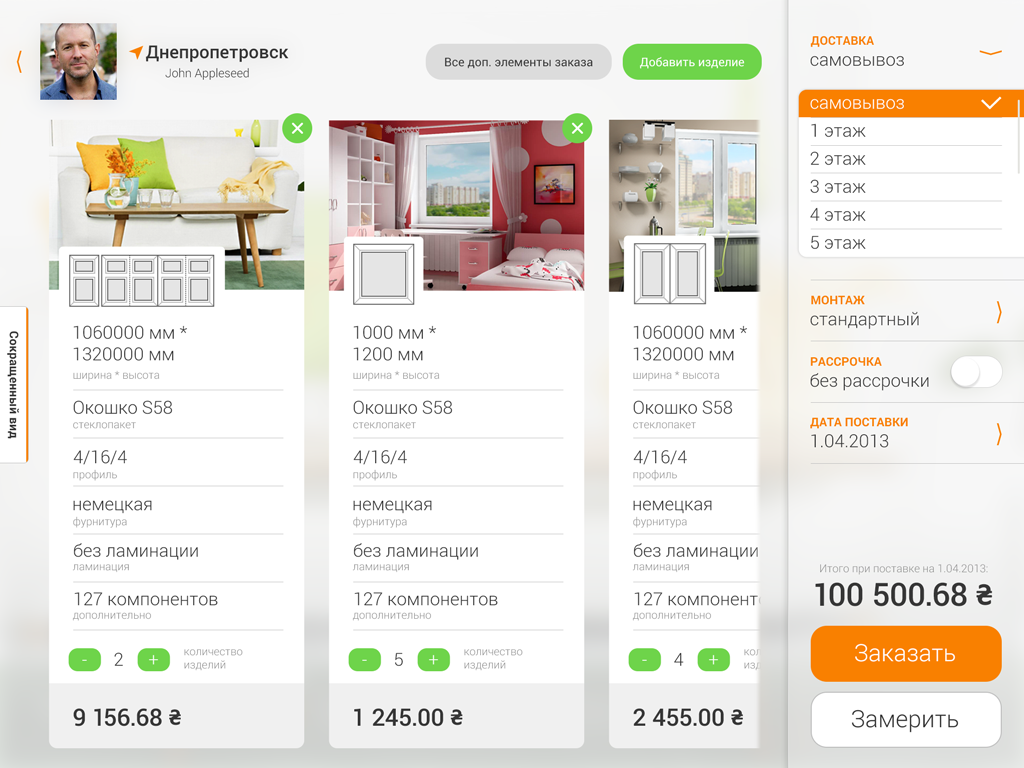 Днепропетровск
John Appleseed
Все доп. элементы заказа
Добавить изделие
Сокращенный вид
1060000 мм *
1320000 мм
ширина * высота
Окошко S58
стеклопакет
4/16/4
профиль
немецкая
фурнитура
без ламинации
ламинация
127 компонентов
дополнительно
- 2 +
количество
изделий
9 156.68 ₴
1000 мм *
1200 мм
ширина * высота
Окошко S58
стеклопакет
4/16/4
профиль
немецкая
фурнитура
без ламинации
ламинация
127 компонентов
дополнительно
- 5 +
количество
изделий
1 245.00 ₴
1060000 мм *
1320000 мм
ширина * высота
Окошко S58
стеклопакет
4/16/4
профиль
немецкая
фурнитура
без ламинации
ламинация
127 компонент
дополнительно
- 4 +
кол
изд
2 455.00 ₴
ДОСТАВКА
самовывоз
самовывоз
1 этаж
2 этаж
3 этаж
4 этаж
5 этаж
МОНТАЖ
стандартный
РАССРОЧКА
без рассрочки
ДАТА ПОСТАВКИ
1.04.2013
Итого при поставке на 1.04.2013:
100 500.68 ₴
Заказать
Замерить